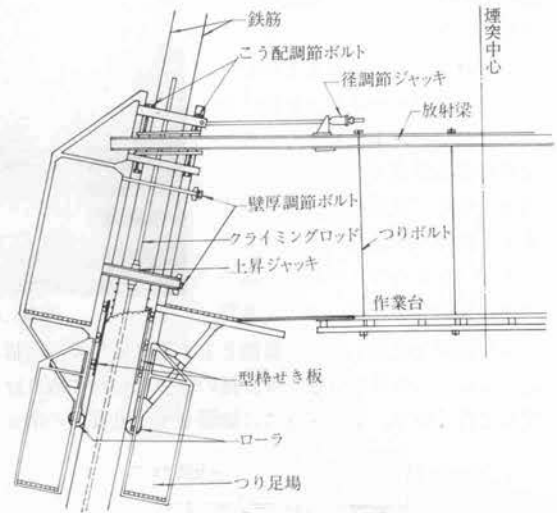 鉄筋
こう配調節ボルト
径調節ジャッキ
放射梁
煙突中心
壁厚調節ボルト
クライミングロッド
つりボルト
上昇ジャッキ
作業台
型枠せき板
ローラ
つり足場